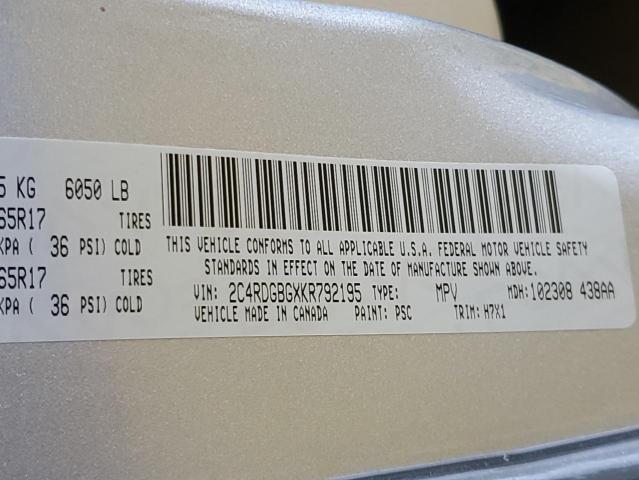 5 KG 6050 LB
65R17 TIRES
KPA ( 36 PSI) COLD
65R17 TIRES
KPA ( 36 PSI) COLD
THIS VEHICLE CONFORMS TO ALL APPLICABLE U.S.A. FEDERAL MOTOR VEHICLE SAFETY
STANDARDS IN EFFECT ON THE DATE OF MANUFACTURE SHOWN ABOVE.
VIN: 2C4RDGBGXKR792195 TYPE: MPV MDH:102308 438AA
VEHICLE MADE IN CANADA PAINT: PSC TRIM: H7X1